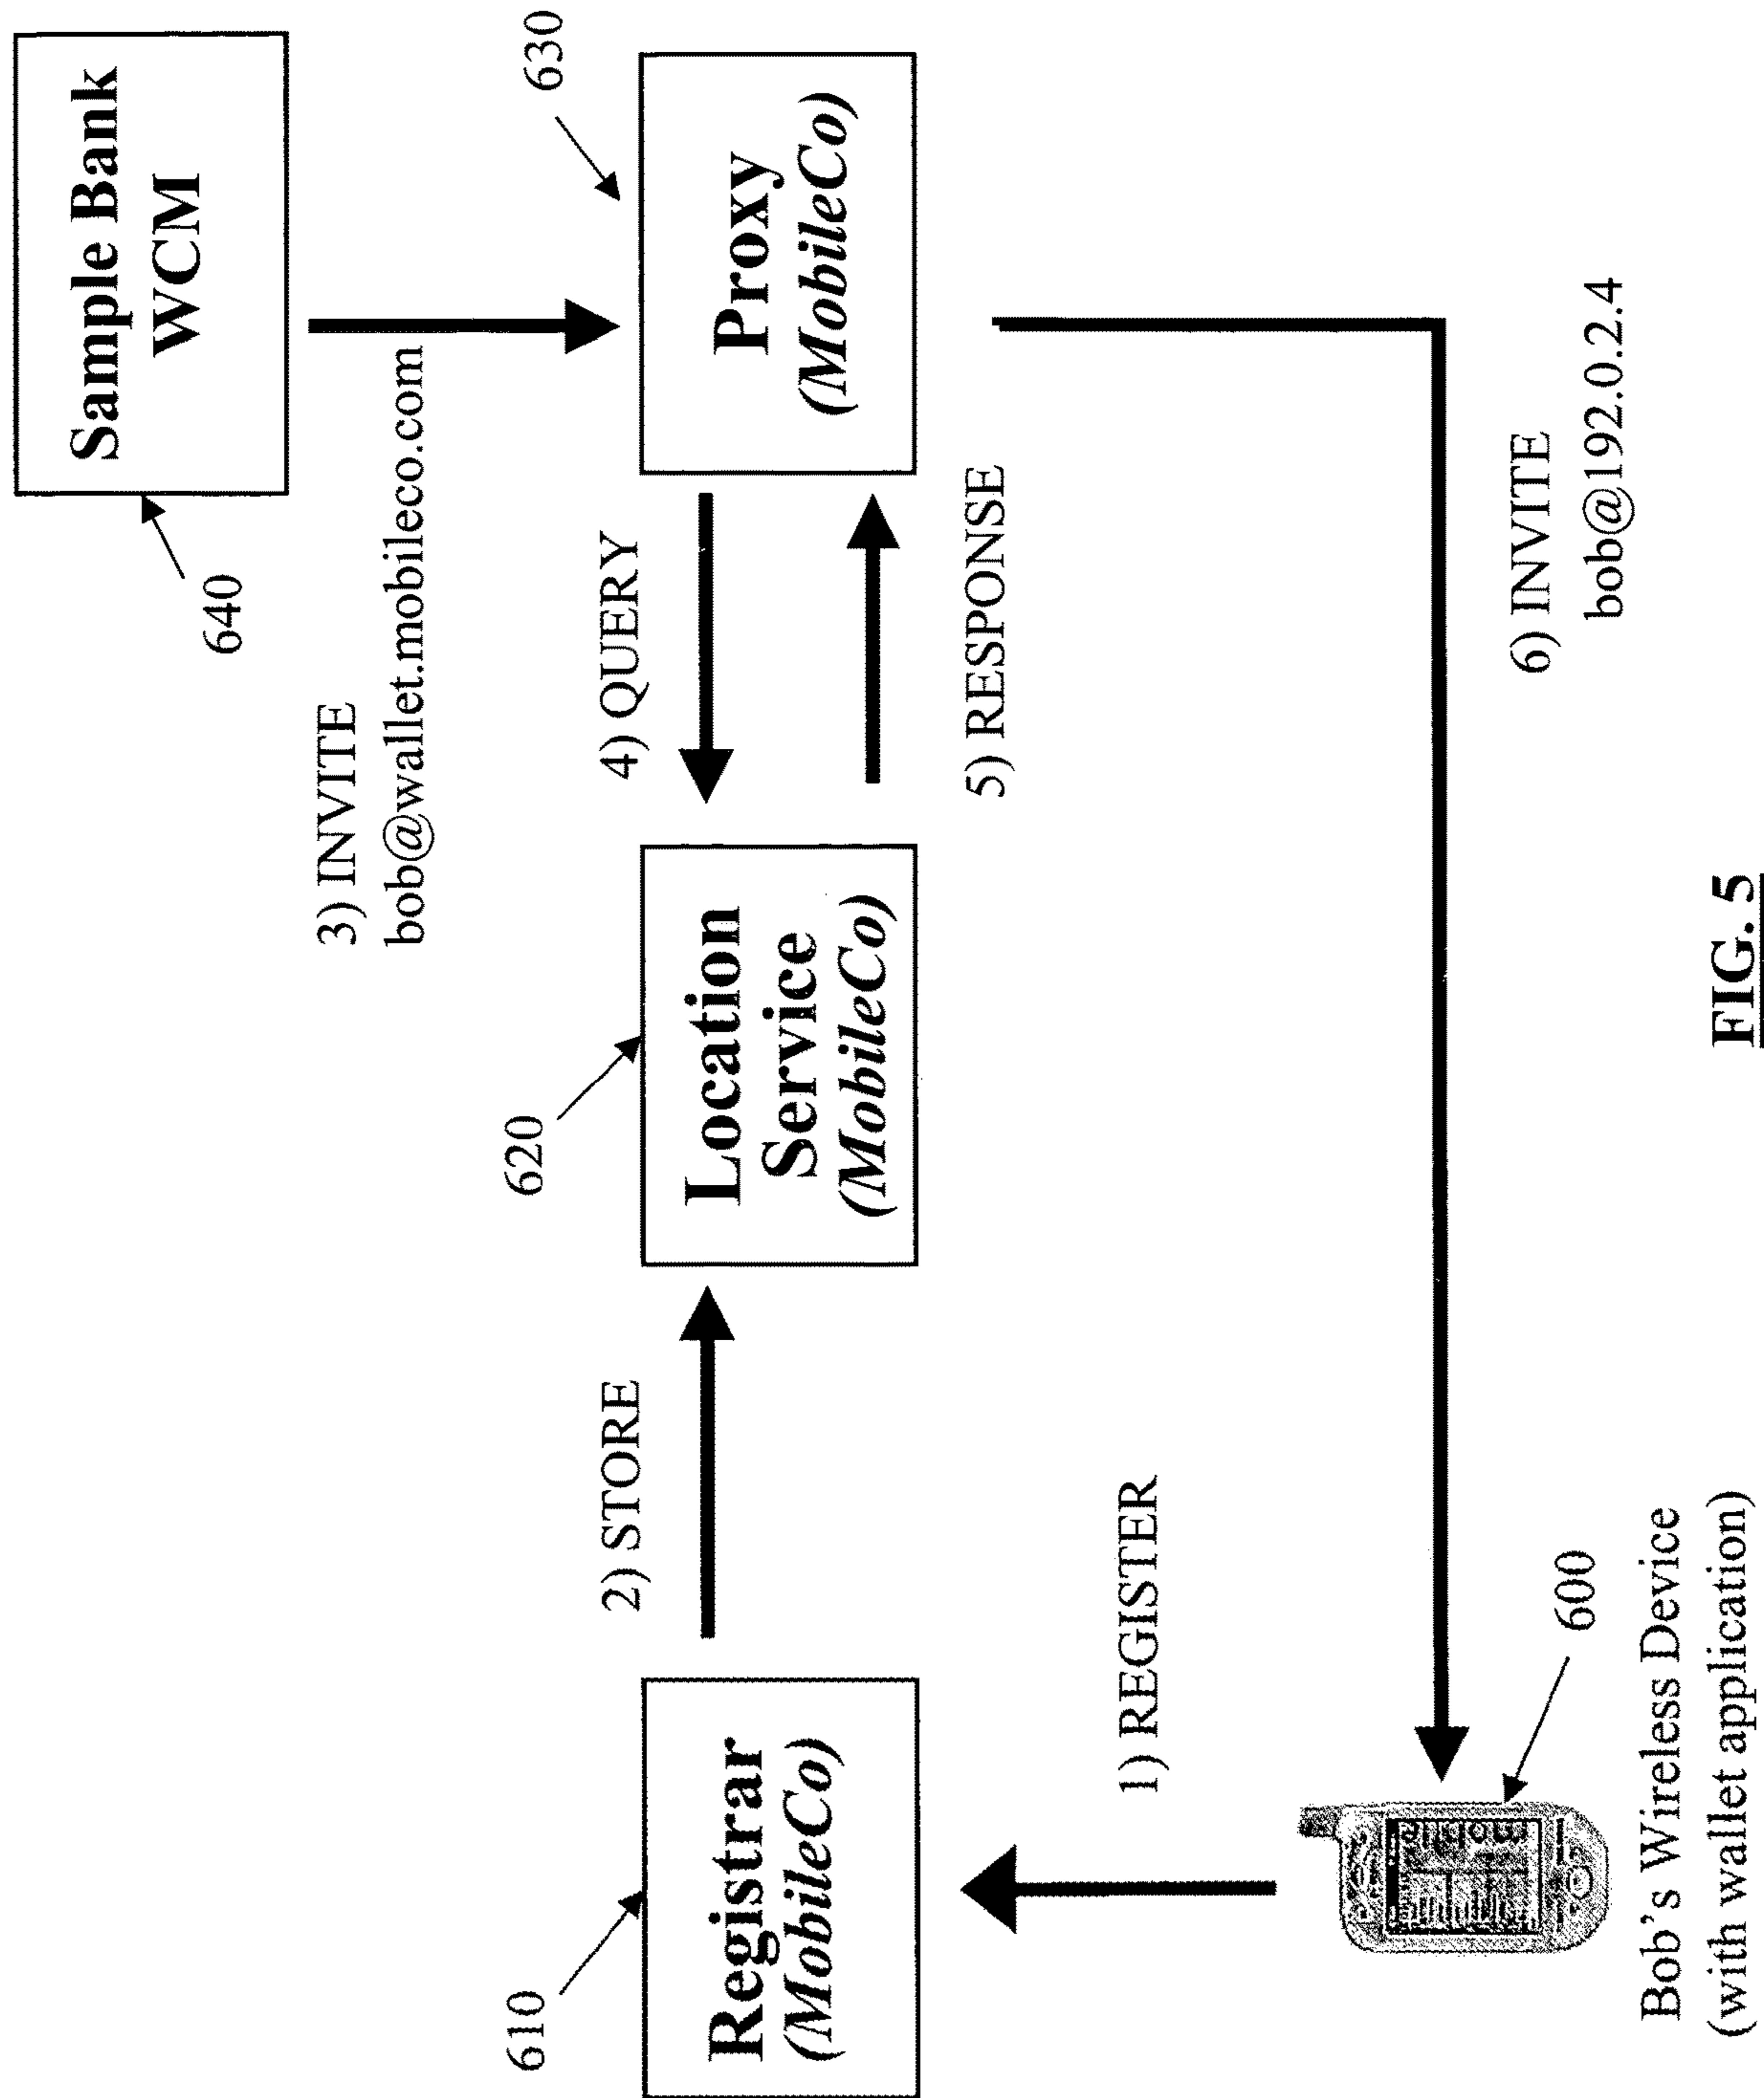 Sample Bank
WCM
640
3) INVITE
bob@wallet.mobileco.com
630
Proxy
(MobileCo)
4) QUERY
5) RESPONSE
620
Location
Service
(MobileCo)
2) STORE
610
Registrar
(MobileCo)
1) REGISTER
6) INVITE
bob@192.0.2.4
mobile
600
Bob's Wireless Device
(with wallet application)
FIG. 5